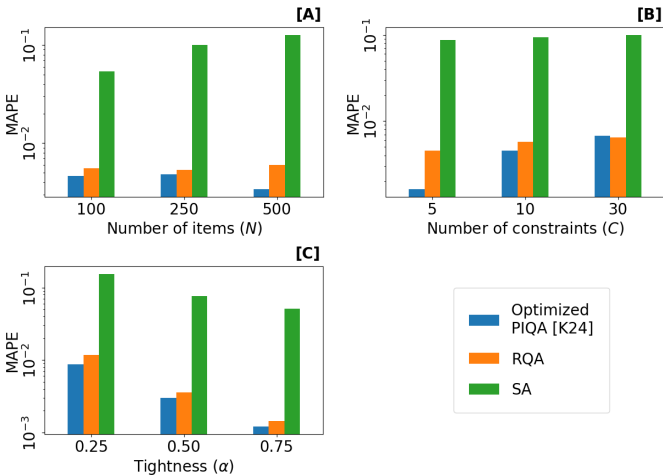 [A]
MAPE
10⁻¹
10⁻²
100
250
500
Number of items (N)
[B]
MAPE
10⁻¹
10⁻²
5
10
30
Number of constraints (C)
[C]
MAPE
10⁻¹
10⁻²
10⁻³
0.25
0.50
0.75
Tightness (α)
Optimized
PIQA [K24]
RQA
SA